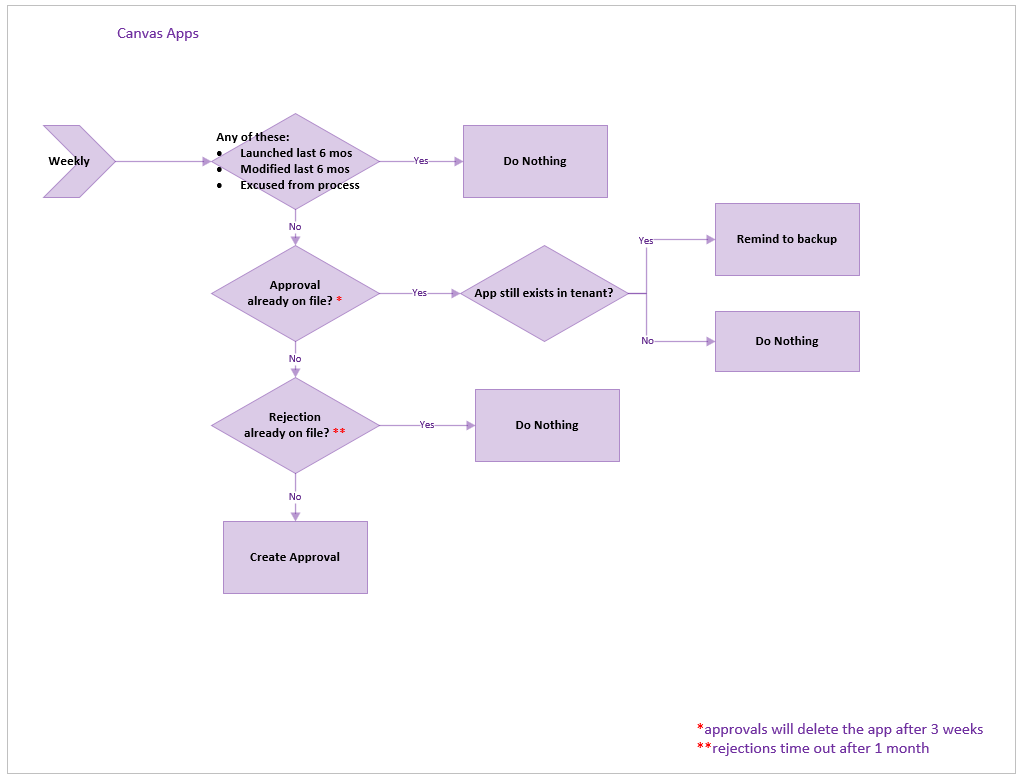 Canvas Apps
Weekly
Any of these:
● Launched last 6 mos
● Modified last 6 mos
● Excused from process
Yes
Do Nothing
No
Approval
already on file? *
Yes
App still exists in tenant?
Yes
Remind to backup
No
Do Nothing
No
Rejection
already on file? **
Yes
Do Nothing
No
Create Approval
*approvals will delete the app after 3 weeks
**rejections time out after 1 month